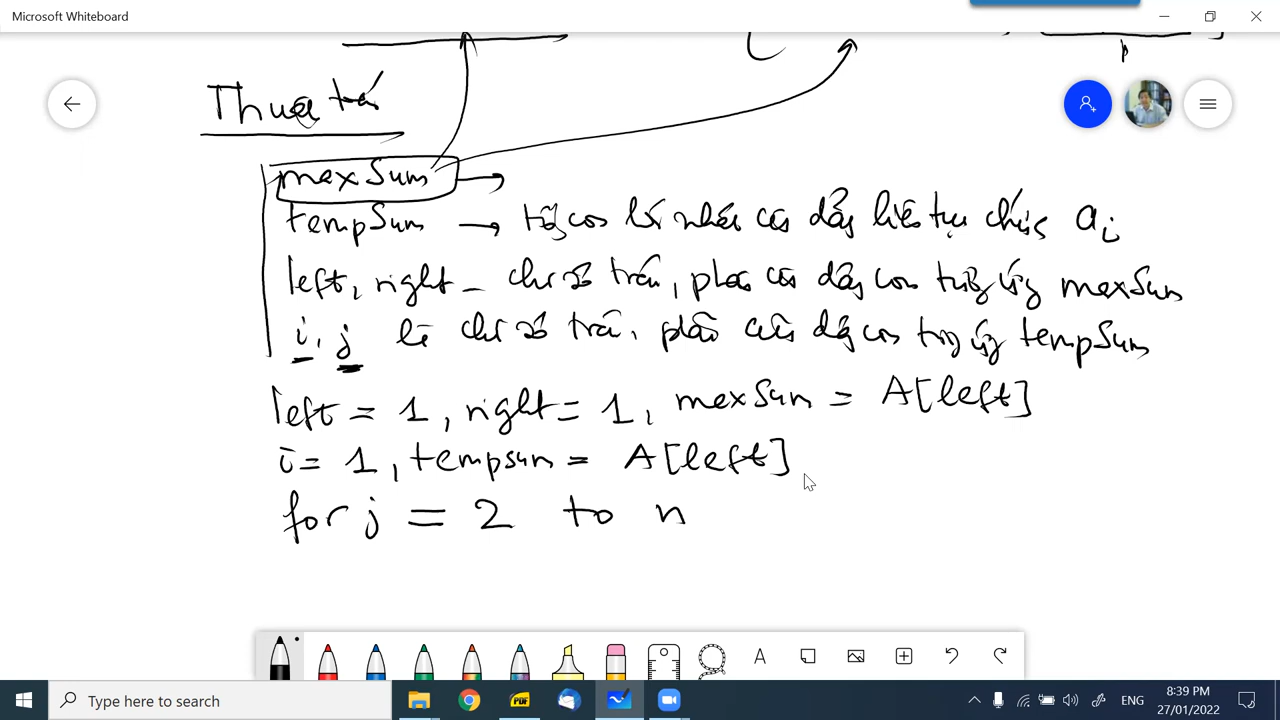 Microsoft Whiteboard
Thuật toán
maxSum →
tempSum → tổng con lớn nhất của dãy liên tục chứa a_i
left, right – chỉ số trái, phải của dãy con tương ứng maxSum
i, j là chỉ số trái, phải của dãy con tương ứng tempSum
left = 1, right = 1, maxSum = A[left]
i = 1, tempsum = A[left]
for j = 2 to n
Type here to search
ENG
8:39 PM
27/01/2022